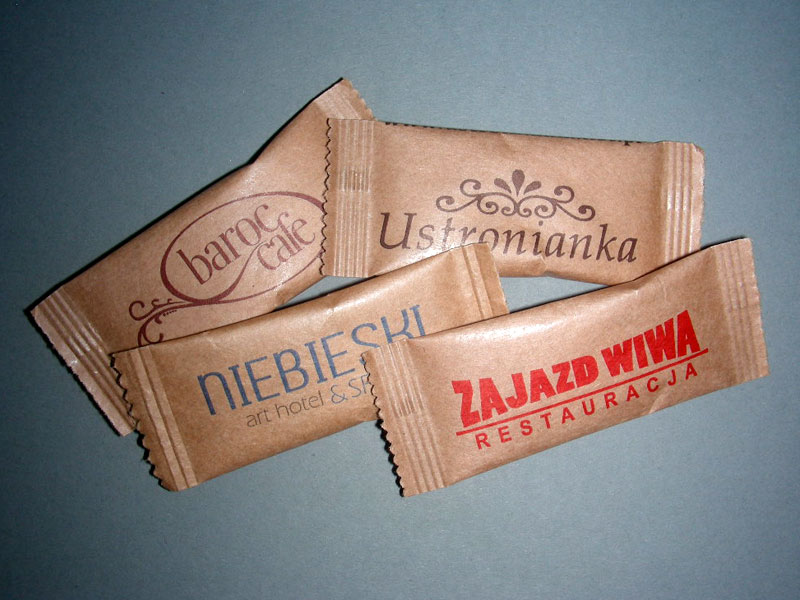 baroc
cafe
Ustronianka
NIEBIESKI
art hotel &
ZAJAZD WIWA
RESTAURACJA